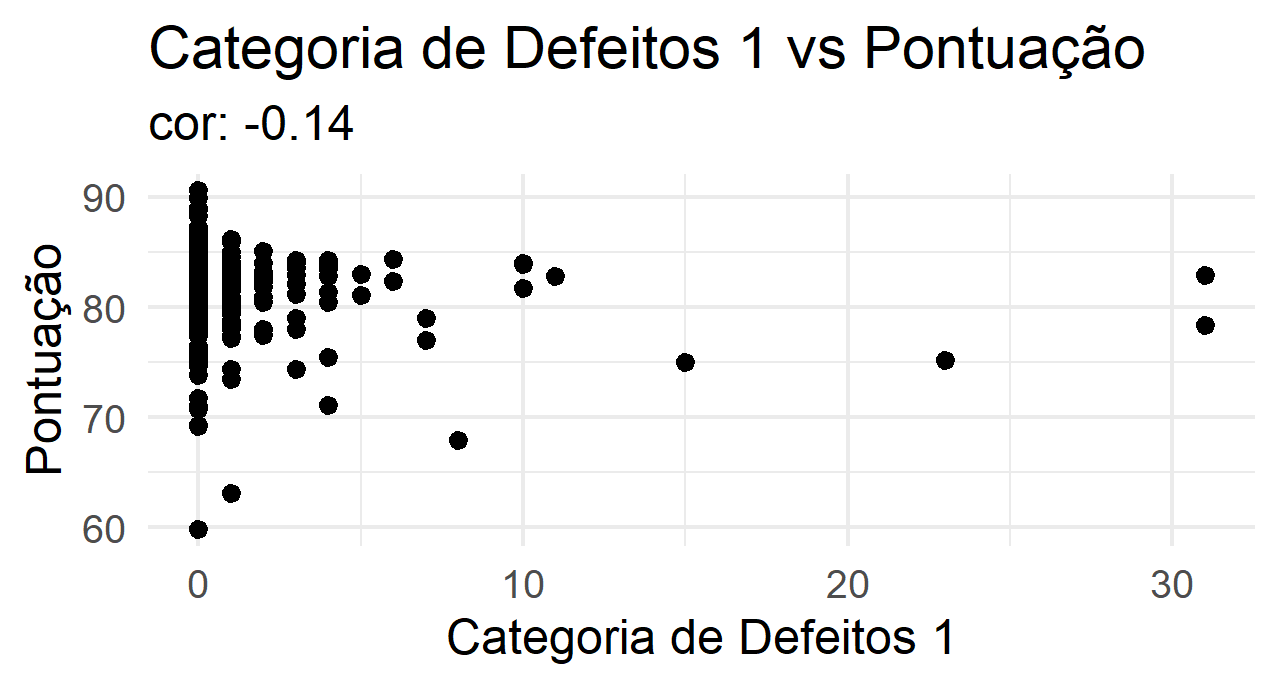 Categoria de Defeitos 1 vs Pontuação
cor: -0.14
Pontuação
90
80
70
60
0 10 20 30
Categoria de Defeitos 1